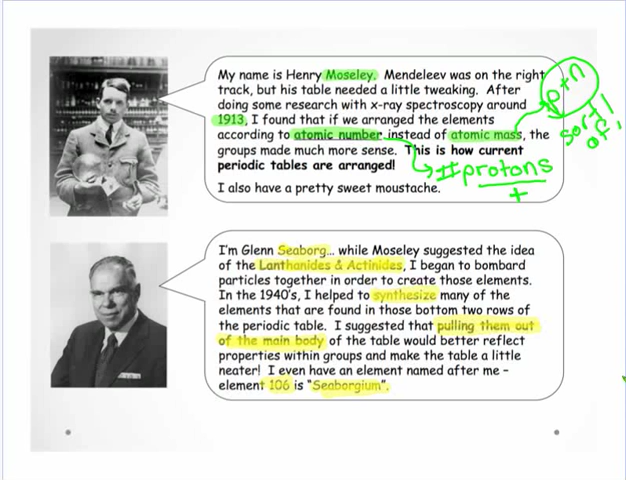 My name is Henry Moseley. Mendeleev was on the right
track, but his table needed a little tweaking. After
doing some research with x-ray spectroscopy around
1913, I found that if we arranged the elements
according to atomic number instead of atomic mass, the
groups made much more sense. This is how current
periodic tables are arranged!
I also have a pretty sweet moustache.
p+n
sort
of!
#protons
+
I'm Glenn Seaborg… while Moseley suggested the idea
of the Lanthanides & Actinides, I began to bombard
particles together in order to create those elements.
In the 1940's, I helped to synthesize many of the
elements that are found in those bottom two rows of
the periodic table. I suggested that pulling them out
of the main body of the table would better reflect
properties within groups and make the table a little
neater! I even have an element named after me –
element 106 is "Seaborgium".